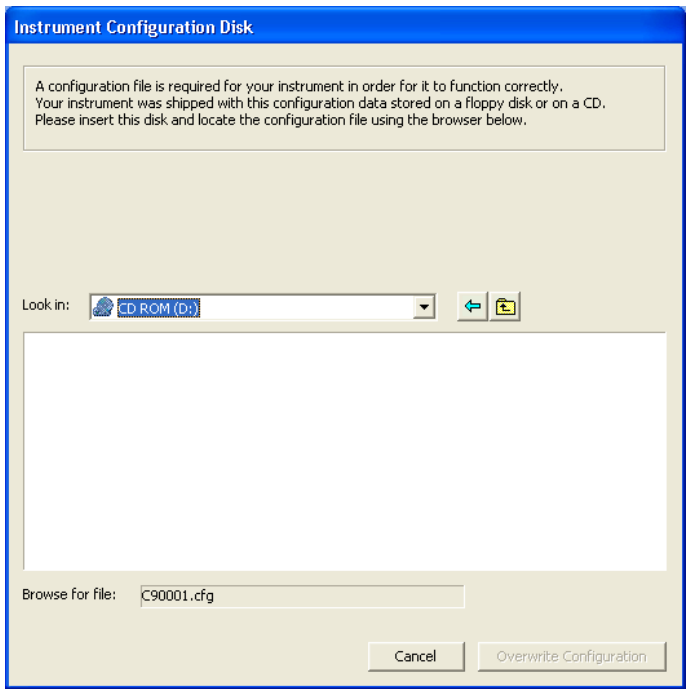 Instrument Configuration Disk
A configuration file is required for your instrument in order for it to function correctly.
Your instrument was shipped with this configuration data stored on a floppy disk or on a CD.
Please insert this disk and locate the configuration file using the browser below.
Look in: CD ROM (D:)
Browse for file: C90001.cfg
Cancel Overwrite Configuration